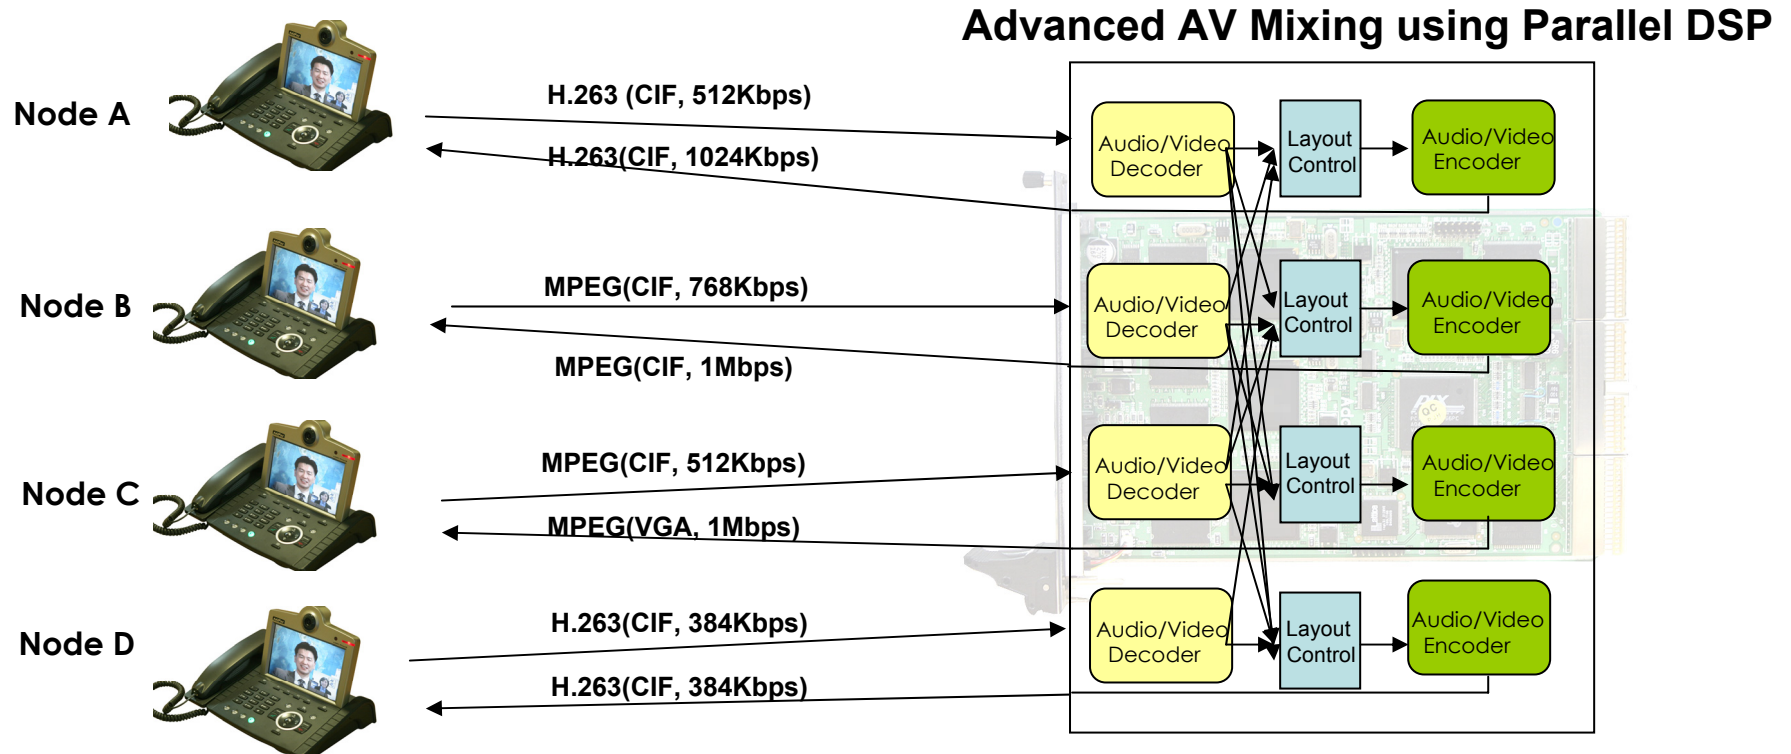 Advanced AV Mixing using Parallel DSP
Node A
H.263 (CIF, 512Kbps)
H.263(CIF, 1024Kbps)
Audio/Video
Decoder
Layout
Control
Audio/Video
Encoder
Node B
MPEG(CIF, 768Kbps)
MPEG(CIF, 1Mbps)
Audio/Video
Decoder
Layout
Control
Audio/Video
Encoder
Node C
MPEG(CIF, 512Kbps)
MPEG(VGA, 1Mbps)
Audio/Video
Decoder
Layout
Control
Audio/Video
Encoder
Node D
H.263(CIF, 384Kbps)
H.263(CIF, 384Kbps)
Audio/Video
Decoder
Layout
Control
Audio/Video
Encoder